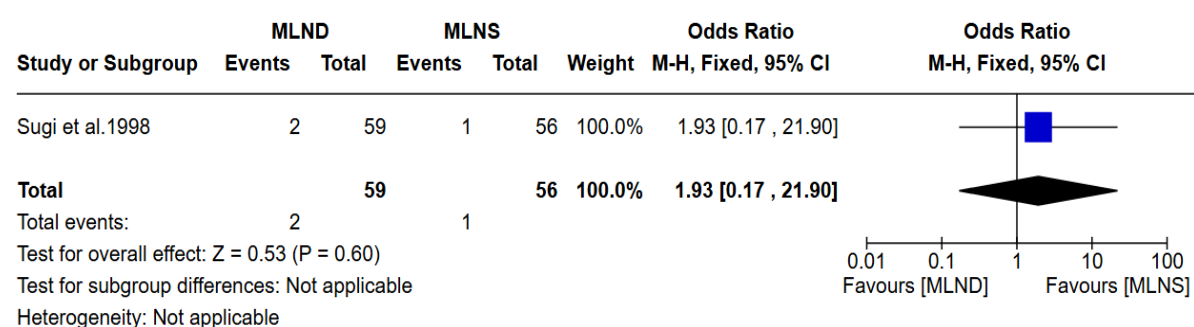 MLND MLNS Odds Ratio Odds Ratio
Study or Subgroup Events Total Events Total Weight M-H, Fixed, 95% CI M-H, Fixed, 95% CI
Sugi et al.1998 2 59 1 56 100.0% 1.93 [0.17 , 21.90]
Total 59 56 100.0% 1.93 [0.17 , 21.90]
Total events: 2 1
Test for overall effect: Z = 0.53 (P = 0.60)
Test for subgroup differences: Not applicable
Heterogeneity: Not applicable
0.01 0.1 1 10 100
Favours [MLND] Favours [MLNS]